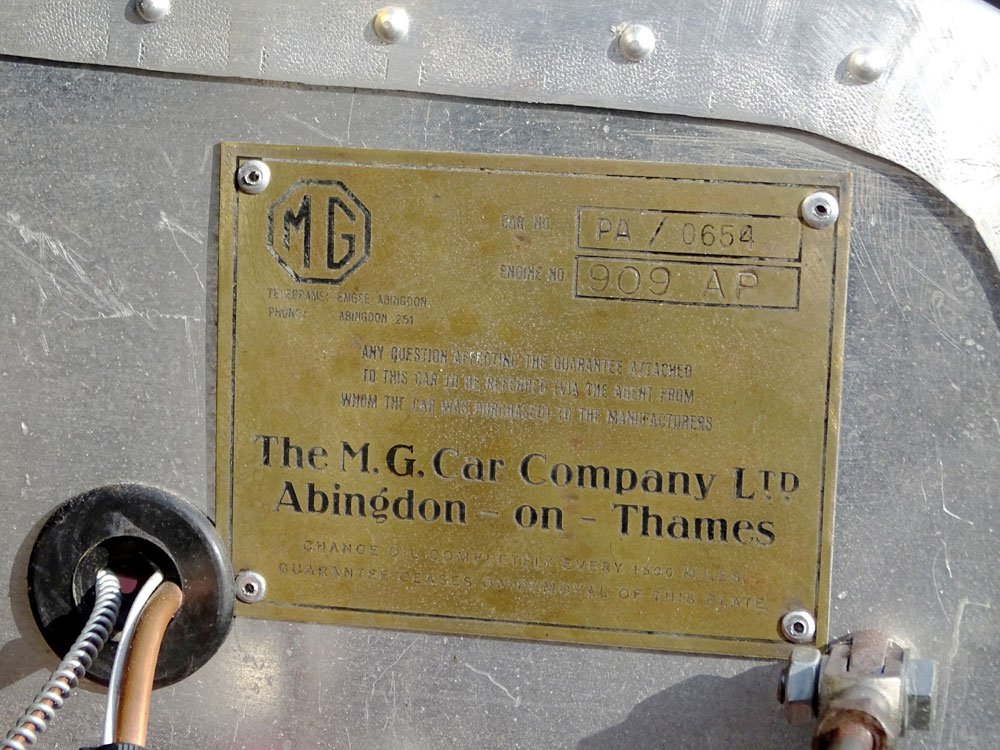 MG
CAR NO. PA / 0654
ENGINE NO 909 AP
TELEGRAMS: EMGEE ABINGDON.
PHONE: ABINGDON 251
ANY QUESTION AFFECTING THE GUARANTEE ATTACHED
TO THIS CAR TO BE REFERRED (VIA THE AGENT FROM
WHOM THE CAR WAS PURCHASED) TO THE MANUFACTURERS
The M.G. Car Company LTD.
Abingdon - on - Thames
CHANGE OIL COMPLETELY EVERY 1500 MILES.
GUARANTEE CEASES ON REMOVAL OF THIS PLATE